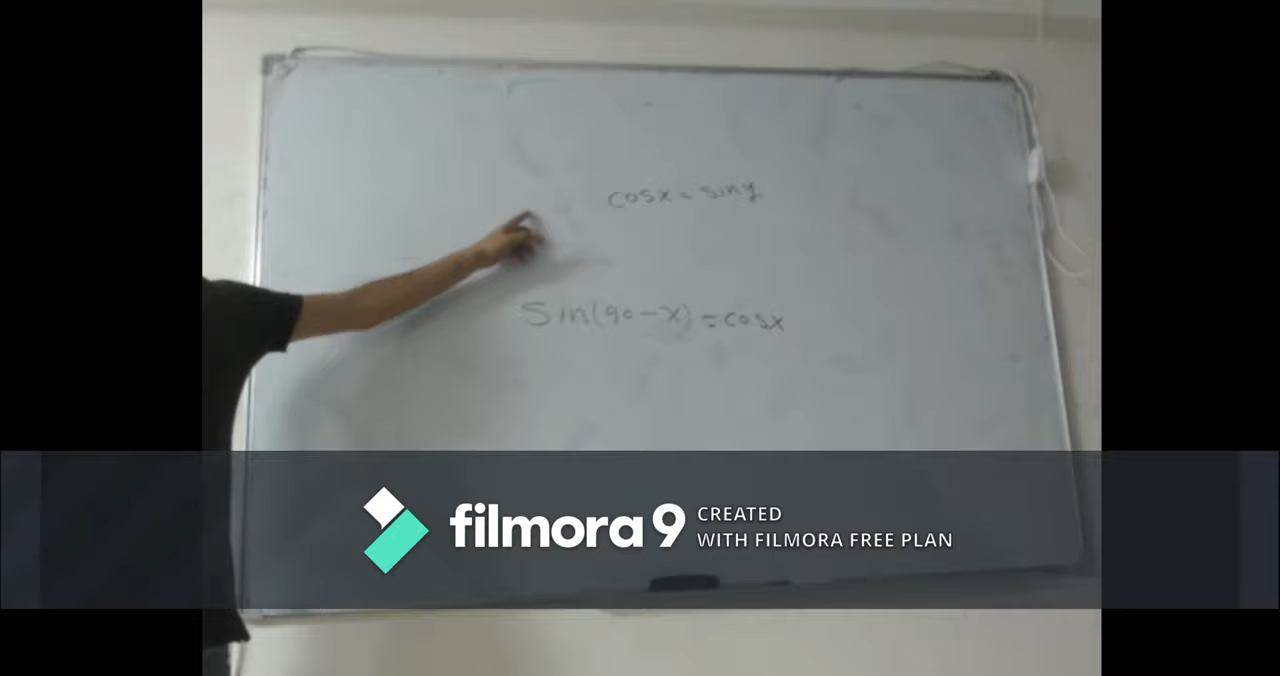 cosx = siny
Sin(90-x) = cosx
filmora9
CREATED
WITH FILMORA FREE PLAN